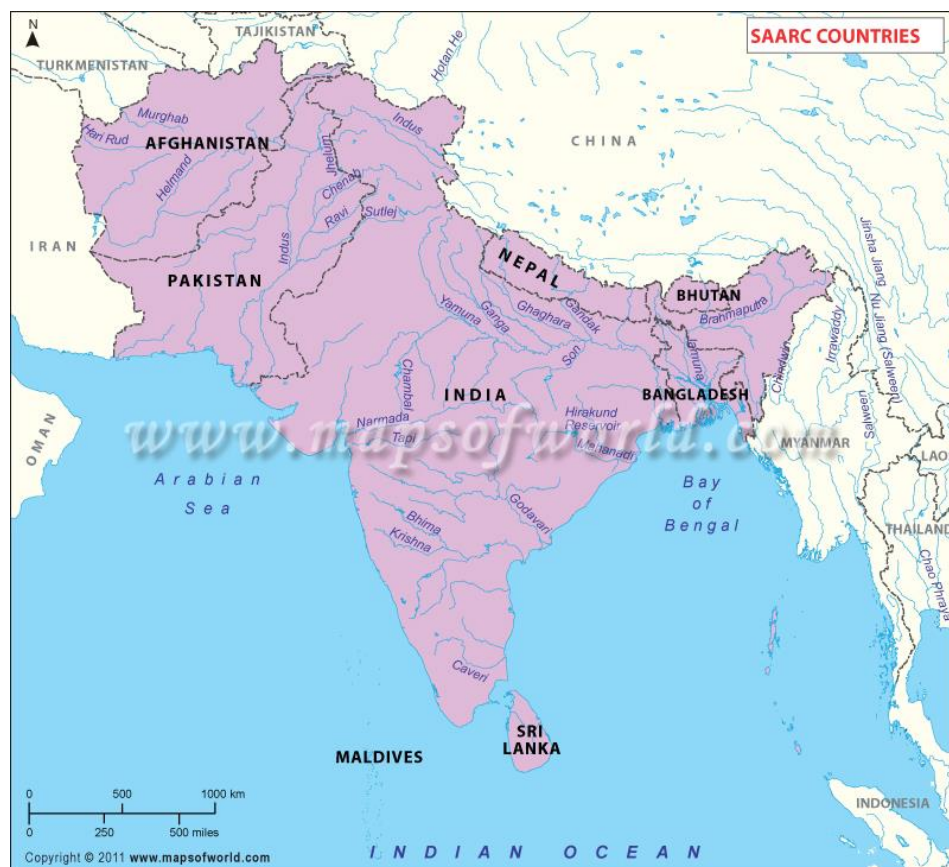 N
SAARC COUNTRIES
TAJIKISTAN
TURKMENISTAN
Hotan He
Murghab
Hari Rud
AFGHANISTAN
Helmand
Indus
CHINA
Jhelum
Chenab
Ravi
Sutlej
Indus
IRAN
PAKISTAN
NEPAL
BHUTAN
Brahmaputra
Jinsha Jiang
Nu Jiang (Salween)
Yamuna
Ganga
Ghaghara
Gandak
Son
Jamuna
Chindwin
Irrawaddy
Chambal
INDIA
BANGLADESH
Salween
OMAN
Narmada
Tapi
Hirakund
Reservoir
Mahanadi
MYANMAR
LAO
www.mapsofworld.com
Arabian
Sea
Bay
of
Bengal
Godavari
Bhima
Krishna
THAILAND
Chao Phraya
Caveri
SRI
LANKA
MALDIVES
INDONESIA
0 500 1000 km
0 250 500 miles
INDIAN OCEAN
Copyright © 2011 www.mapsofworld.com